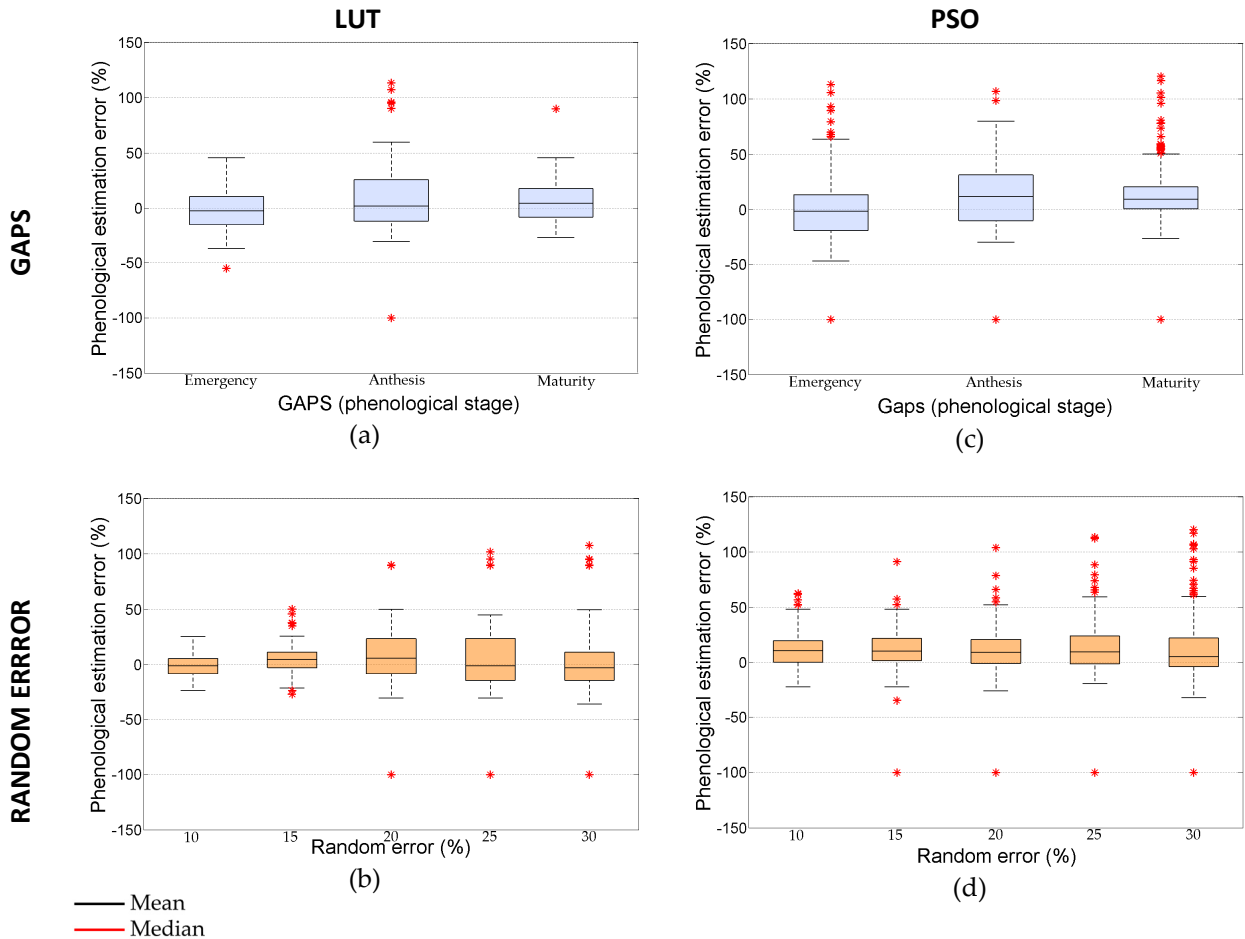 LUT
PSO
GAPS
Phenological estimation error (%)
150
100
50
0
-50
-100
-150
Emergency Anthesis Maturity
GAPS (phenological stage)
(a)
Phenological estimation error (%)
150
100
50
0
-50
-100
-150
Emergency Anthesis Maturity
Gaps (phenological stage)
(c)
RANDOM ERRROR
Phenological estimation error (%)
150
100
50
0
-50
-100
-150
10 15 20 25 30
Random error (%)
(b)
Phenological estimation error (%)
150
100
50
0
-50
-100
-150
10 15 20 25 30
Random error (%)
(d)
Mean
Median